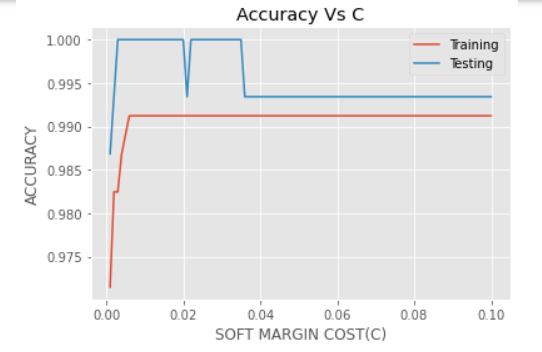 Accuracy Vs C
1.000
0.995
0.990
0.985
0.980
0.975
ACCURACY
Training
Testing
0.00 0.02 0.04 0.06 0.08 0.10
SOFT MARGIN COST(C)